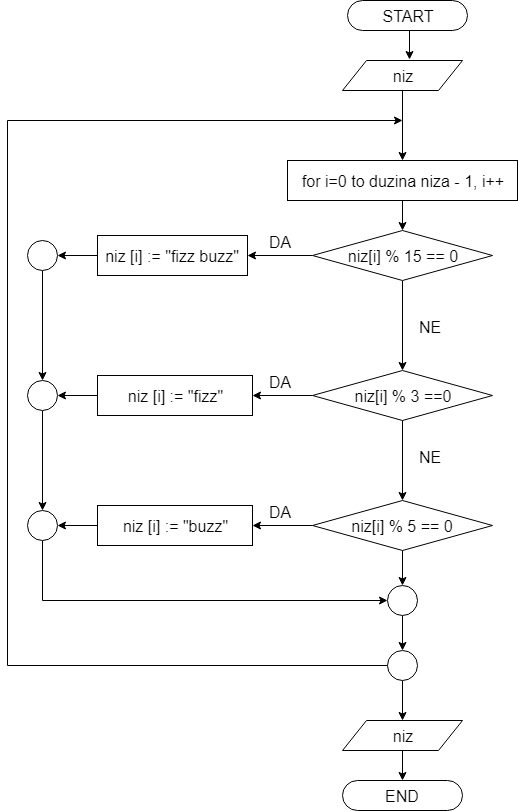 START
niz
for i=0 to duzina niza - 1, i++
DA
niz [i] := "fizz buzz"
niz[i] % 15 == 0
NE
DA
niz [i] := "fizz"
niz[i] % 3 ==0
NE
DA
niz [i] := "buzz"
niz[i] % 5 == 0
niz
END